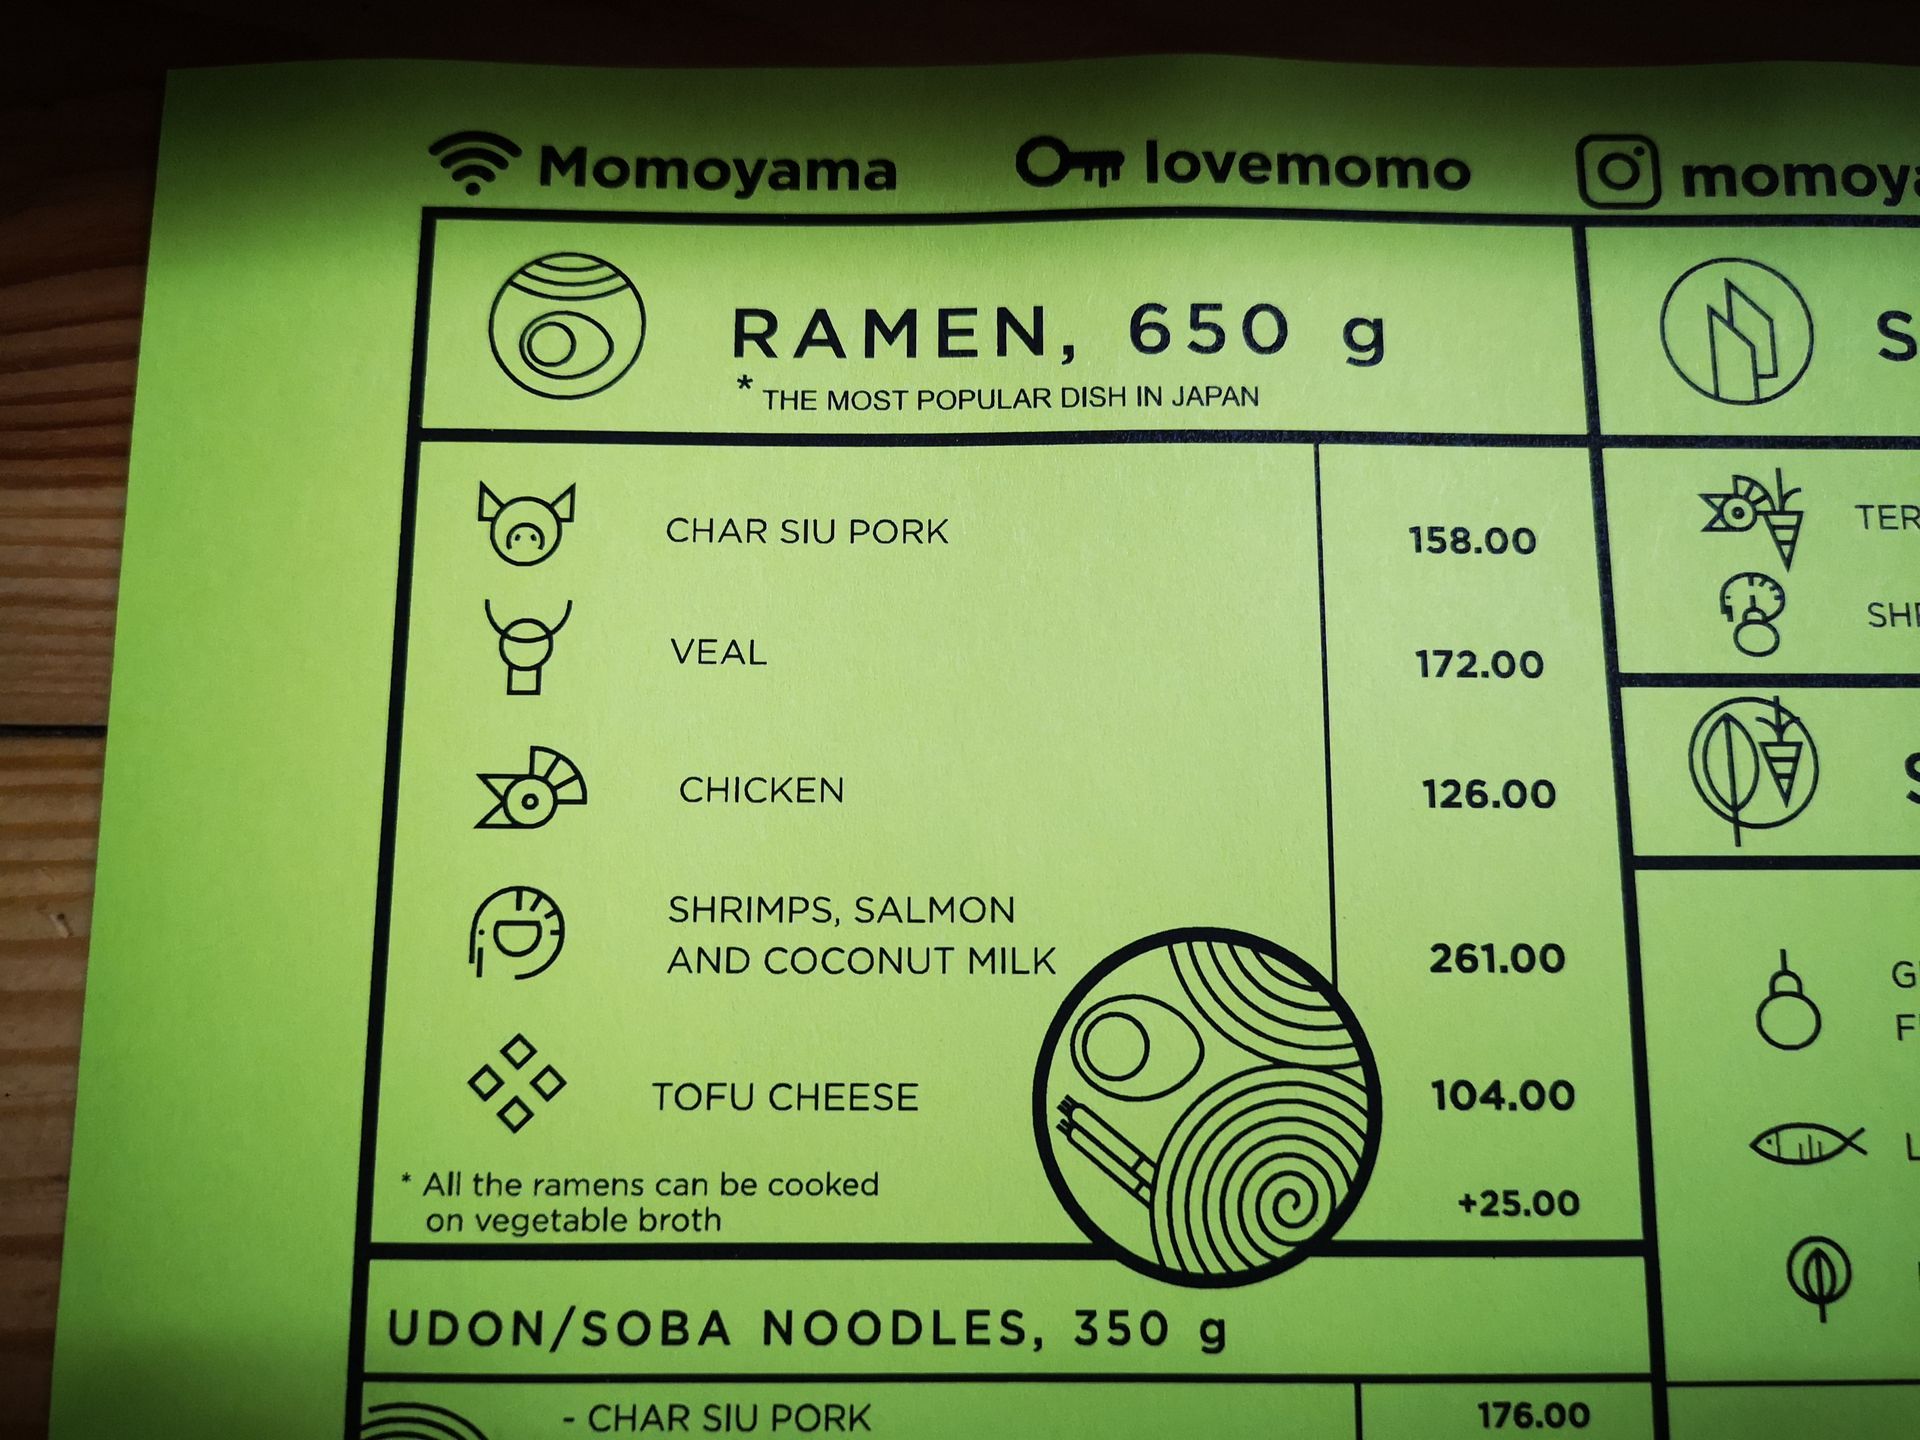 Momoyama
lovemomo
RAMEN, 650 g
* THE MOST POPULAR DISH IN JAPAN
CHAR SIU PORK 158.00
VEAL 172.00
CHICKEN 126.00
SHRIMPS, SALMON
AND COCONUT MILK 261.00
TOFU CHEESE 104.00
* All the ramens can be cooked
on vegetable broth +25.00
UDON/SOBA NOODLES, 350 g
- CHAR SIU PORK 176.00